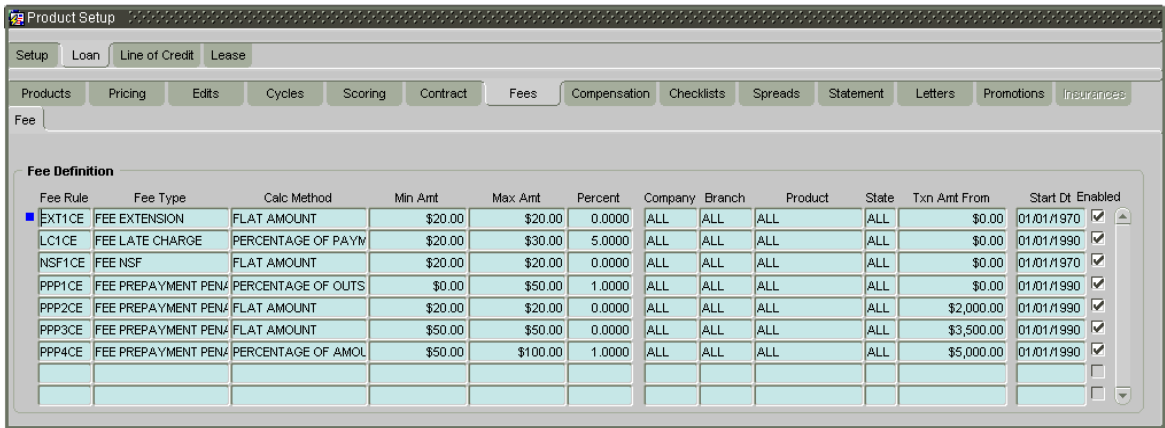 Product Setup
Setup Loan Line of Credit Lease
Products Pricing Edits Cycles Scoring Contract Fees Compensation Checklists Spreads Statement Letters Promotions Insurances
Fee
Fee Definition
Fee Rule Fee Type Calc Method Min Amt Max Amt Percent Company Branch Product State Txn Amt From Start Dt Enabled
EXT1CE FEE EXTENSION FLAT AMOUNT $20.00 $20.00 0.0000 ALL ALL ALL ALL $0.00 01/01/1970
LC1CE FEE LATE CHARGE PERCENTAGE OF PAYM $20.00 $30.00 5.0000 ALL ALL ALL ALL $0.00 01/01/1990
NSF1CE FEE NSF FLAT AMOUNT $20.00 $20.00 0.0000 ALL ALL ALL ALL $0.00 01/01/1970
PPP1CE FEE PREPAYMENT PENA PERCENTAGE OF OUTS $0.00 $50.00 1.0000 ALL ALL ALL ALL $0.00 01/01/1990
PPP2CE FEE PREPAYMENT PENA FLAT AMOUNT $20.00 $20.00 0.0000 ALL ALL ALL ALL $2,000.00 01/01/1990
PPP3CE FEE PREPAYMENT PENA FLAT AMOUNT $50.00 $50.00 0.0000 ALL ALL ALL ALL $3,500.00 01/01/1990
PPP4CE FEE PREPAYMENT PENA PERCENTAGE OF AMOU $50.00 $100.00 1.0000 ALL ALL ALL ALL $5,000.00 01/01/1990